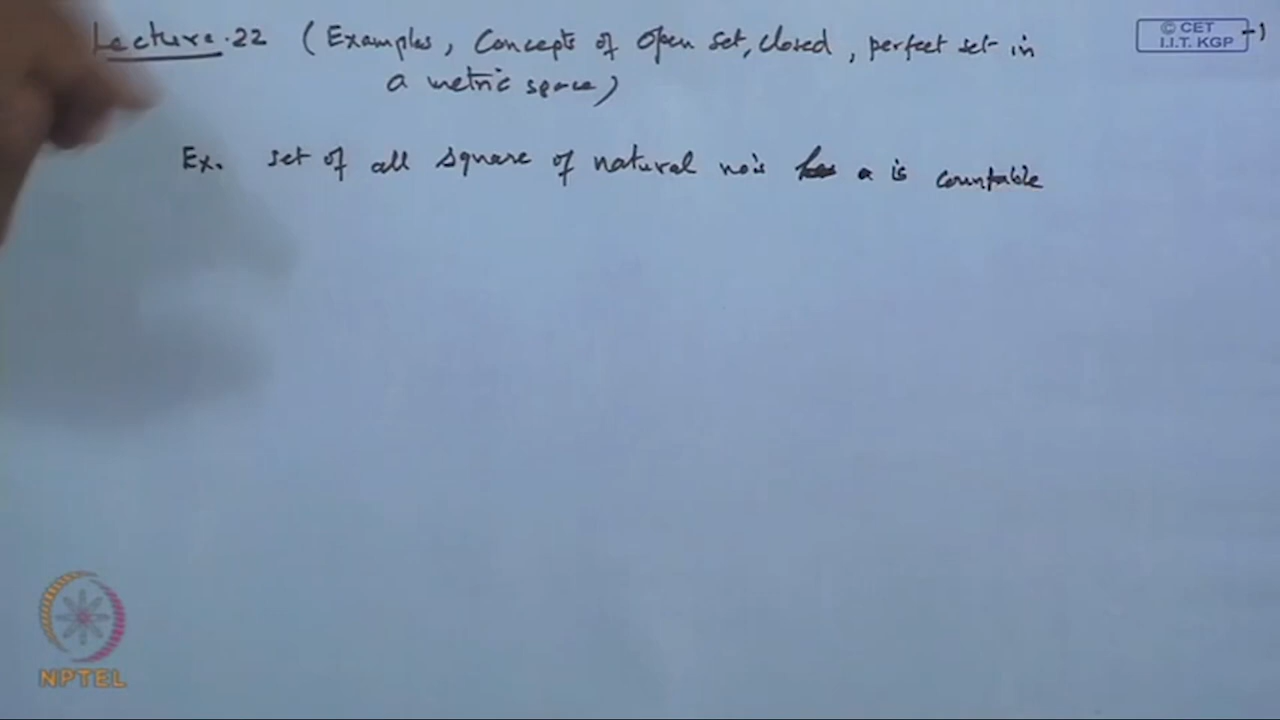 Lecture.22 (Examples, Concepts of open set, closed, perfect set in
a metric space)
© CET
I.I.T. KGP
-1
Ex. set of all square of natural no's a is countable
NPTEL